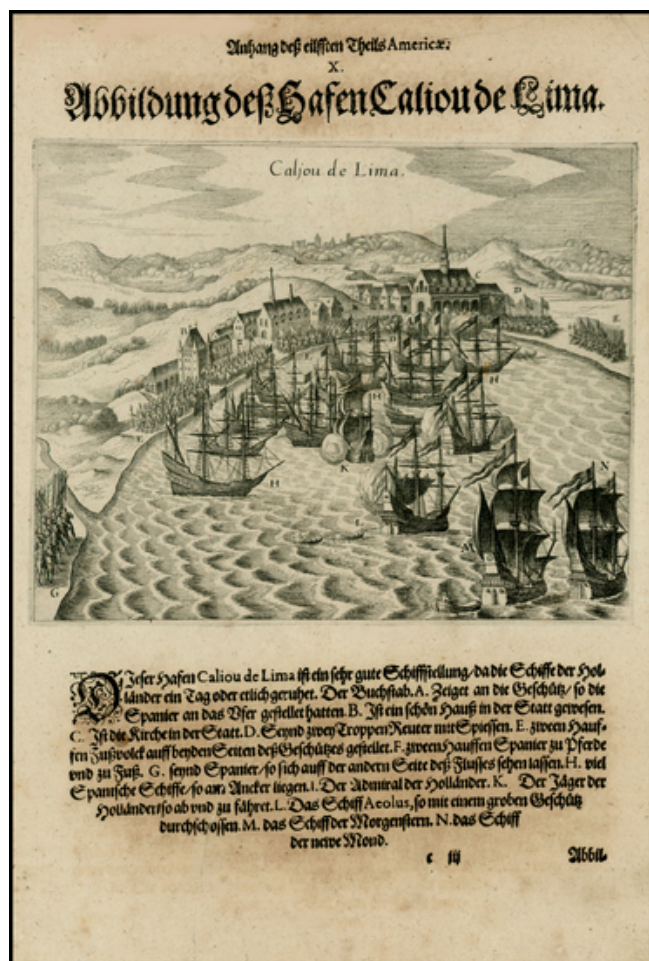 Anhang deß eilfften Theils Americæ.
X.
Abbildung deß Hafen Caliou de Lima.
Caljou de Lima.
C
D
E
B
F
H
H
K
I
H
L
M
N
G
DIeser Hafen Caliou de Lima ist ein sehr gute Schiffstellung / da die Schiffe der Hol-
länder ein Tag oder etlich geruhet. Der Buchstab. A. Zeiget an die Geschütz / so die
Spanier an das Vfer gestellet hatten. B. Ist ein schön Hauß in der Statt gewesen.
C. Ist die Kirche in der Statt. D. Seynd zwey Troppen Reuter mit Spiessen. E. zween Hauf-
fen Fußvolck auff beyden Seiten deß Geschützes gestellet. F. zween Hauffen Spanier zu Pferde
vnd zu Fuß. G. seynd Spanier / so sich auff der andern Seite deß Flusses sehen lassen. H. viel
Spanische Schiffe / so an Ancker liegen. I. Der Admiral der Holländer. K. Der Jäger der
Holländer / so ab vnd zu fähret. L. Das Schiff Aeolus, so mit einem groben Geschütz
durchschossen. M. das Schiff der Morgenstern. N. das Schiff
der newe Mond.
c iij Abbil-